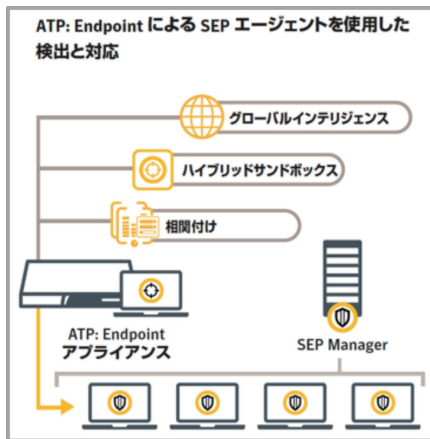 ATP: Endpoint による SEP エージェントを使用した
検出と対応
グローバルインテリジェンス
ハイブリッドサンドボックス
相関付け
ATP: Endpoint
アプライアンス
SEP Manager